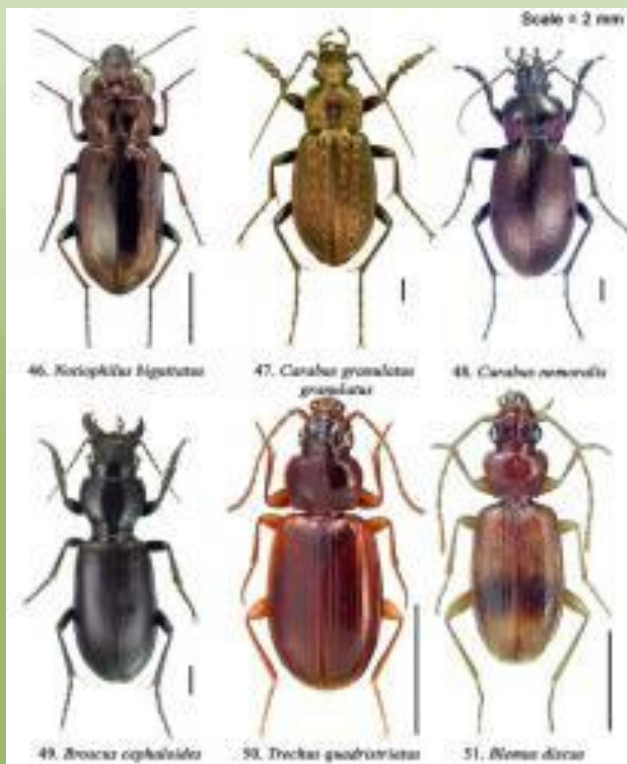 Scale = 2 mm
46. Notiophilus biguttatus
47. Carabus granulatus
granulatus
48. Carabus nemoralis
49. Broscus cephalotes
50. Trechus quadristriatus
51. Blemus discus